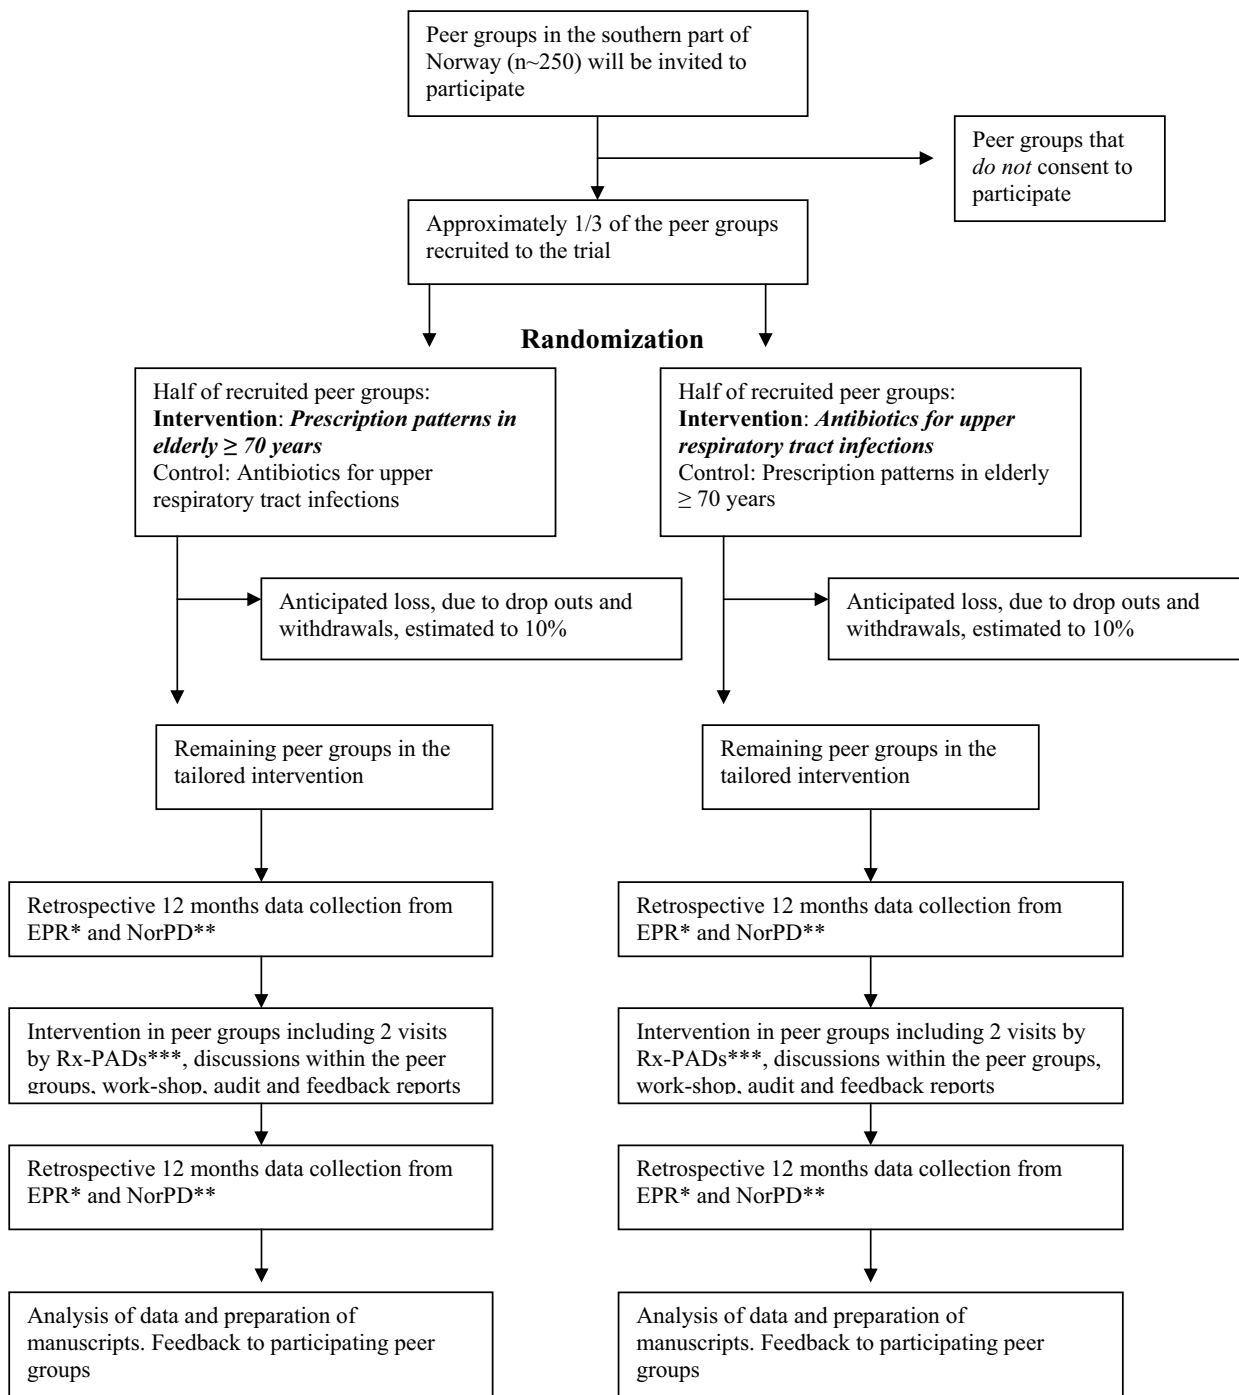 Peer groups in the southern part of
Norway (n~250) will be invited to
participate
Peer groups that
do not consent to
participate
Approximately 1/3 of the peer groups
recruited to the trial
Randomization
Half of recruited peer groups:
Intervention: Prescription patterns in
elderly ≥ 70 years
Control: Antibiotics for upper
respiratory tract infections
Half of recruited peer groups:
Intervention: Antibiotics for upper
respiratory tract infections
Control: Prescription patterns in elderly
≥ 70 years
Anticipated loss, due to drop outs and
withdrawals, estimated to 10%
Anticipated loss, due to drop outs and
withdrawals, estimated to 10%
Remaining peer groups in the
tailored intervention
Remaining peer groups in the
tailored intervention
Retrospective 12 months data collection from
EPR* and NorPD**
Retrospective 12 months data collection from
EPR* and NorPD**
Intervention in peer groups including 2 visits
by Rx-PADs***, discussions within the peer
groups, work-shop, audit and feedback reports
Intervention in peer groups including 2 visits by
Rx-PADs***, discussions within the peer groups,
work-shop, audit and feedback reports
Retrospective 12 months data collection from
EPR* and NorPD**
Retrospective 12 months data collection from
EPR* and NorPD**
Analysis of data and preparation of
manuscripts. Feedback to participating peer
groups
Analysis of data and preparation of
manuscripts. Feedback to participating peer
groups